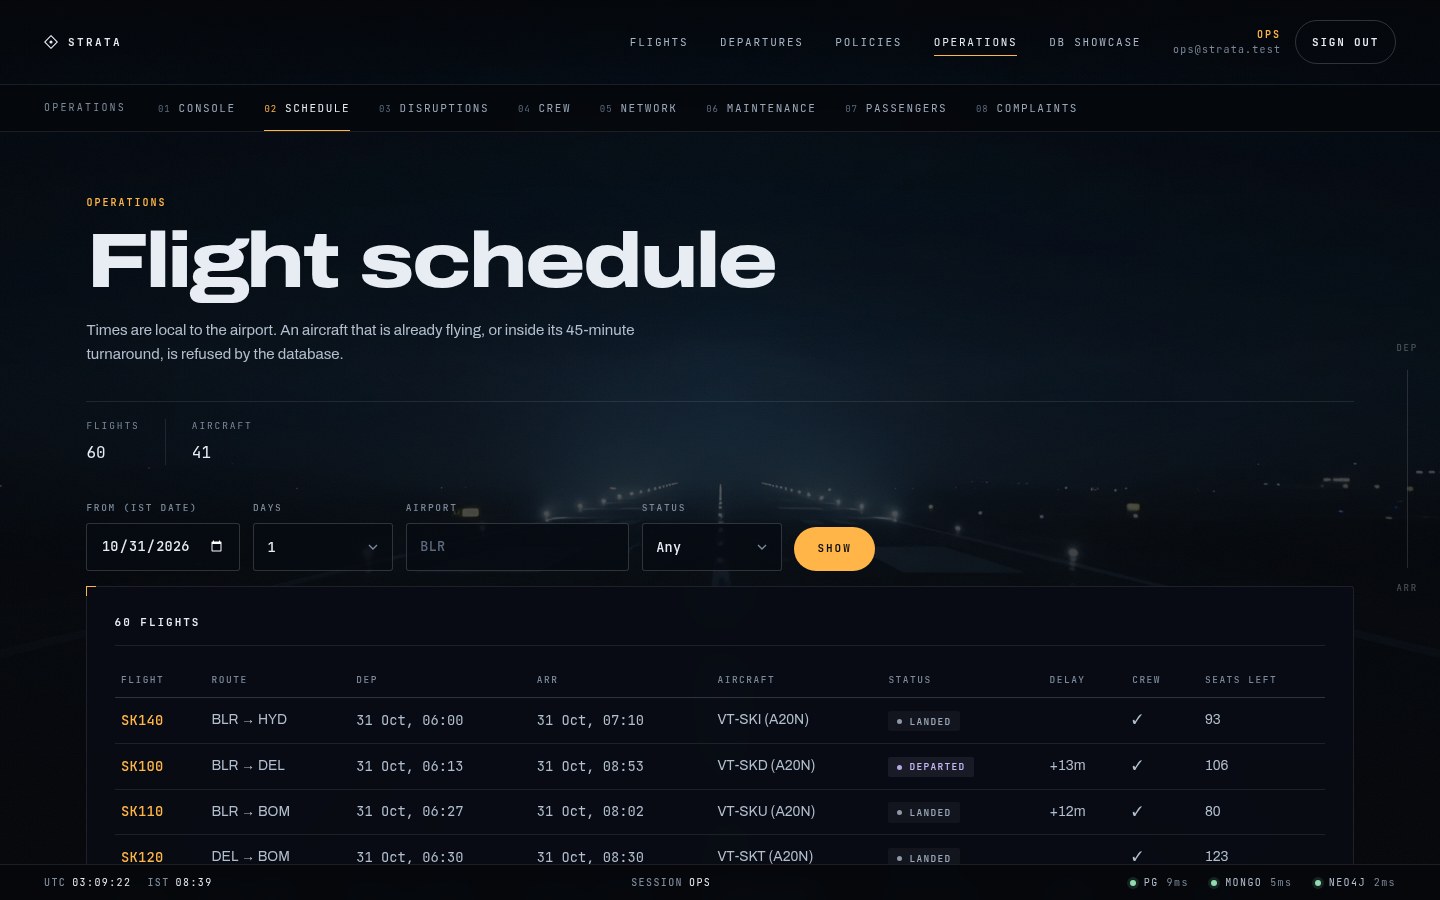 STRATA
FLIGHTS DEPARTURES POLICIES OPERATIONS DB SHOWCASE
OPS
ops@strata.test
SIGN OUT
OPERATIONS 01 CONSOLE 02 SCHEDULE 03 DISRUPTIONS 04 CREW 05 NETWORK 06 MAINTENANCE 07 PASSENGERS 08 COMPLAINTS
OPERATIONS
Flight schedule
Times are local to the airport. An aircraft that is already flying, or inside its 45-minute
turnaround, is refused by the database.
DEP
FLIGHTS AIRCRAFT
60 41
FROM (IST DATE) DAYS AIRPORT STATUS
10/31/2026 1 BLR Any SHOW
ARR
60 FLIGHTS
FLIGHT ROUTE DEP ARR AIRCRAFT STATUS DELAY CREW SEATS LEFT
SK140 BLR → HYD 31 Oct, 06:00 31 Oct, 07:10 VT-SKI (A20N) LANDED ✓ 93
SK100 BLR → DEL 31 Oct, 06:13 31 Oct, 08:53 VT-SKD (A20N) DEPARTED +13m ✓ 106
SK110 BLR → BOM 31 Oct, 06:27 31 Oct, 08:02 VT-SKU (A20N) LANDED +12m ✓ 80
SK120 DEL → BOM 31 Oct, 06:30 31 Oct, 08:30 VT-SKT (A20N) LANDED ✓ 123
UTC 03:09:22 IST 08:39 SESSION OPS PG 9ms MONGO 5ms NEO4J 2ms